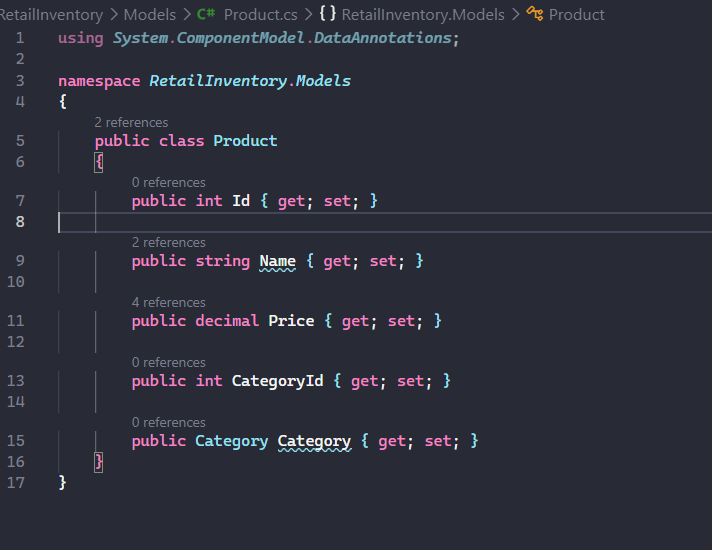 RetailInventory > Models > C# Product.cs > { } RetailInventory.Models > Product
1 using System.ComponentModel.DataAnnotations;
2
3 namespace RetailInventory.Models
4 {
2 references
5 public class Product
6 {
0 references
7 public int Id { get; set; }
8
2 references
9 public string Name { get; set; }
10
4 references
11 public decimal Price { get; set; }
12
0 references
13 public int CategoryId { get; set; }
14
0 references
15 public Category Category { get; set; }
16 }
17 }